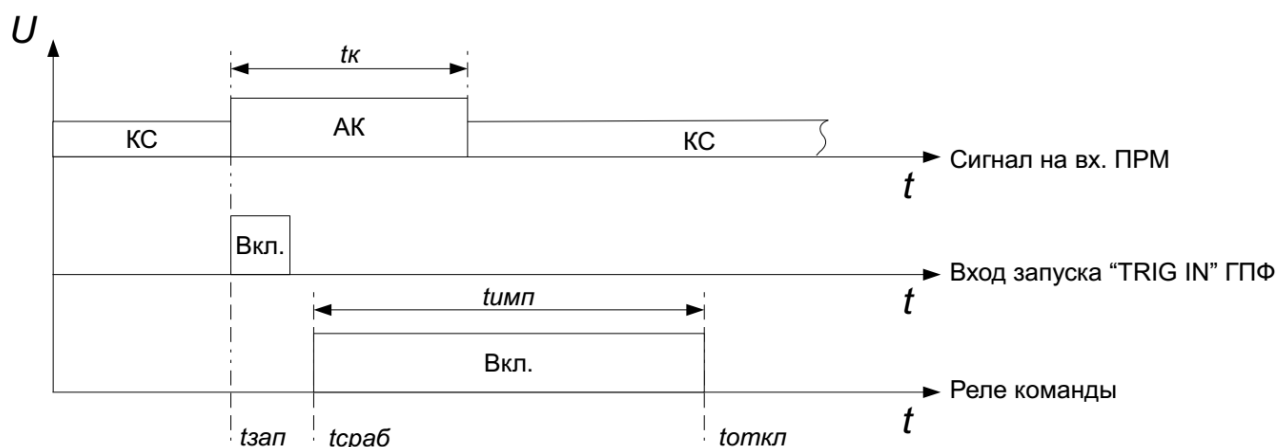 U
tк
КС
АК
КС
Сигнал на вх. ПРМ
t
Вкл.
Вход запуска “TRIG IN” ГПФ
t
tимп
Вкл.
Реле команды
t
tзап
tсраб
tоткл